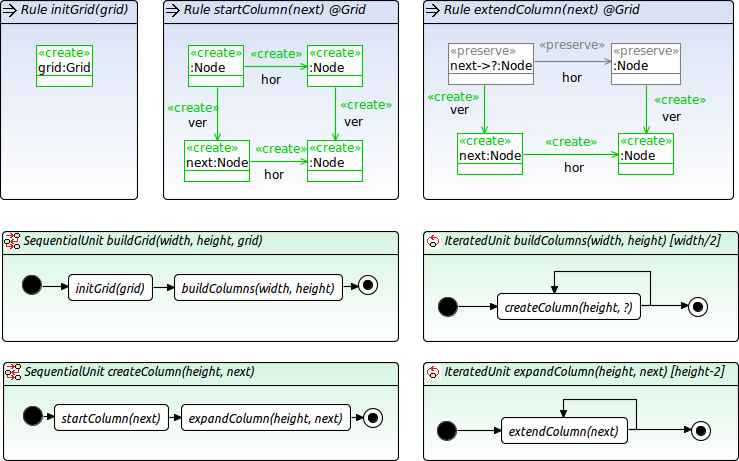 Rule initGrid(grid)
«create»
grid:Grid
Rule startColumn(next) @Grid
«create» «create» «create»
:Node :Node
hor
«create» «create»
ver ver
«create» «create» «create»
next:Node :Node
hor
Rule extendColumn(next) @Grid
«preserve» «preserve» «preserve»
next->?:Node :Node
hor
«create» «create»
ver ver
«create» «create» «create»
next:Node :Node
hor
SequentialUnit buildGrid(width, height, grid)
initGrid(grid) buildColumns(width, height)
IteratedUnit buildColumns(width, height) [width/2]
createColumn(height, ?)
SequentialUnit createColumn(height, next)
startColumn(next) expandColumn(height, next)
IteratedUnit expandColumn(height, next) [height-2]
extendColumn(next)